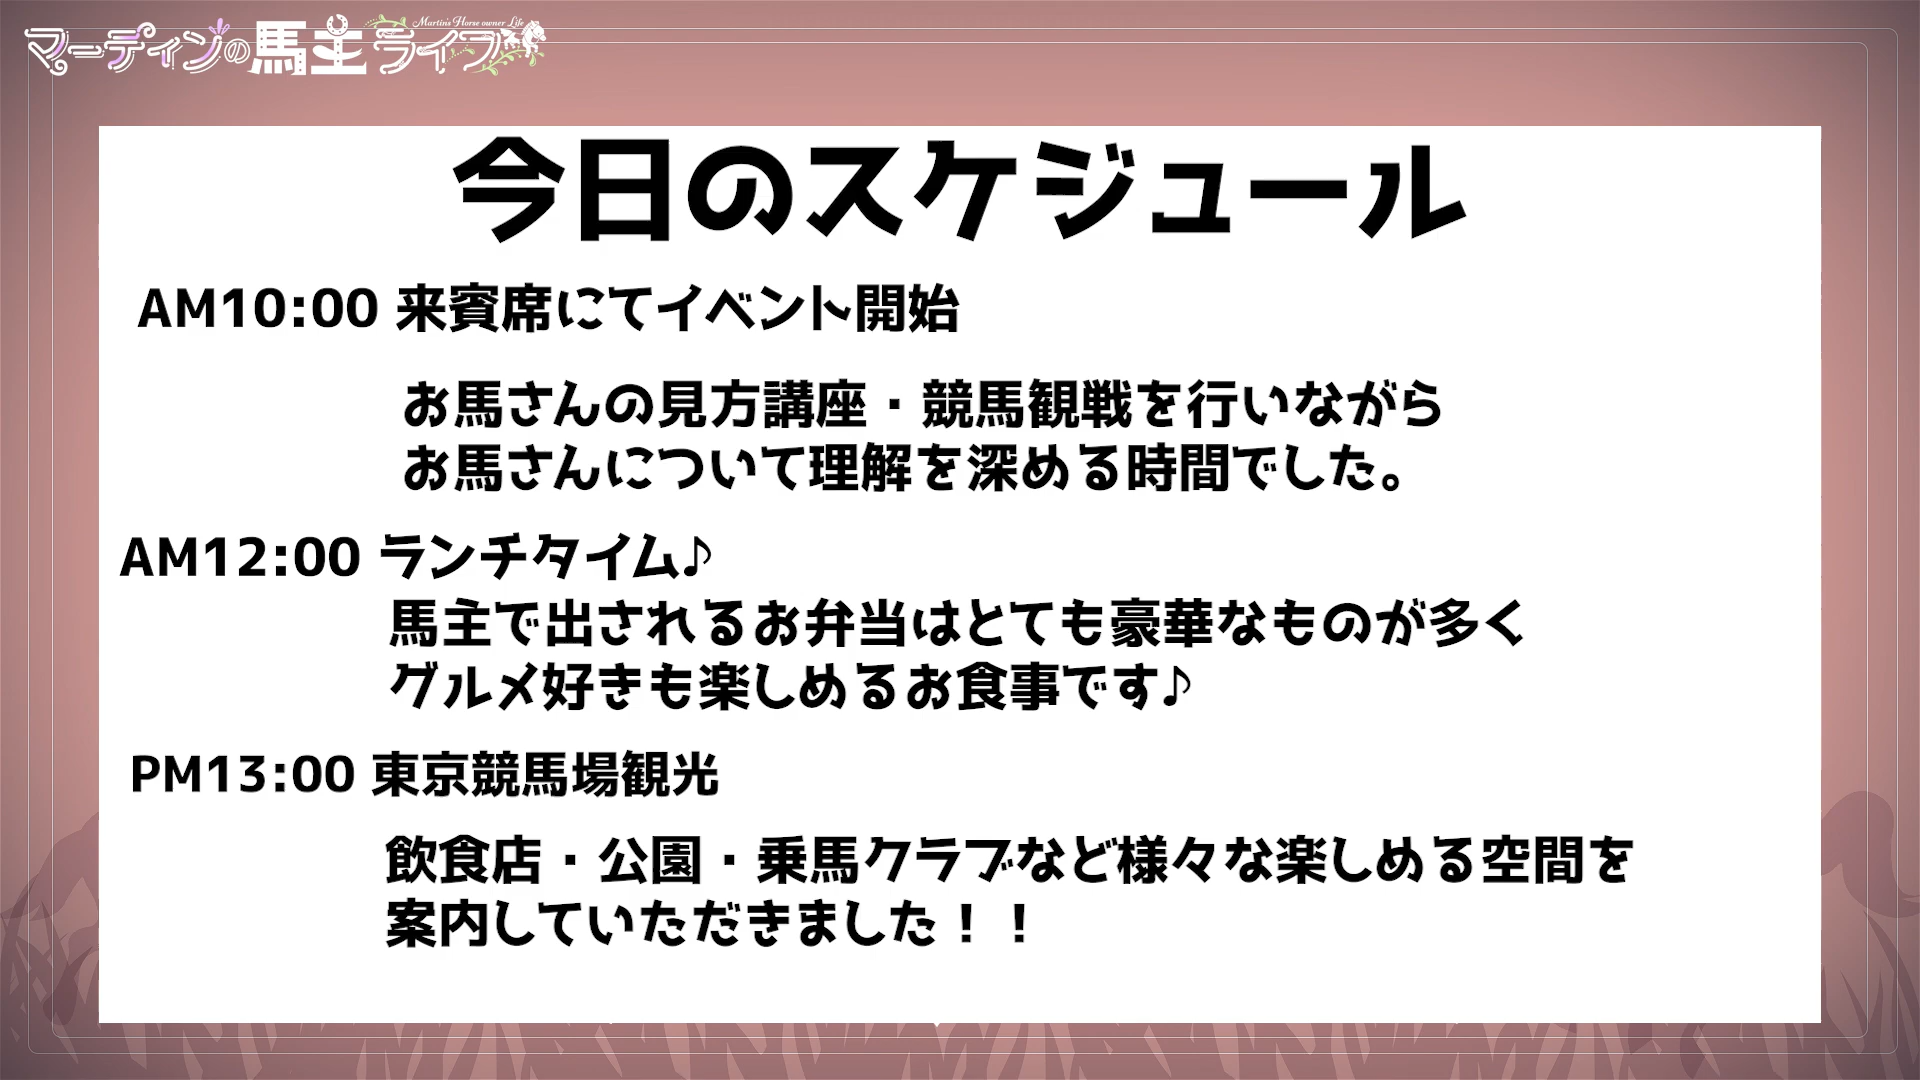 マーディンの馬主ライフ
Martin's Horse owner Life
今日のスケジュール
AM10:00 来賓席にてイベント開始
お馬さんの見方講座・競馬観戦を行いながら
お馬さんについて理解を深める時間でした。
AM12:00 ランチタイム♪
馬主で出されるお弁当はとても豪華なものが多く
グルメ好きも楽しめるお食事です♪
PM13:00 東京競馬場観光
飲食店・公園・乗馬クラブなど様々な楽しめる空間を
案内していただきました！！